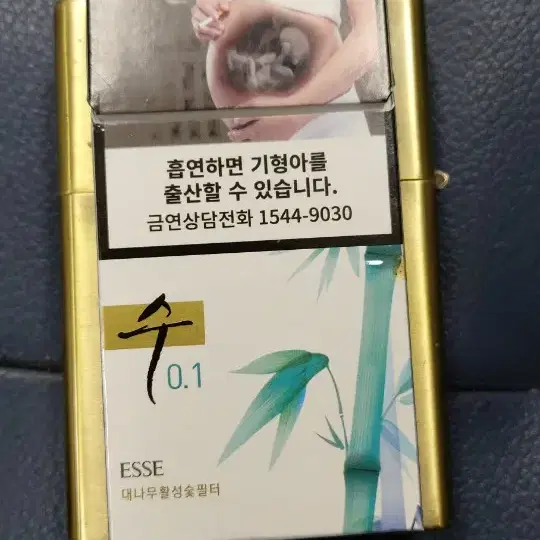 흡연하면 기형아를
출산할 수 있습니다.
금연상담전화 1544-9030
수
0.1
ESSE
대나무활성숯필터